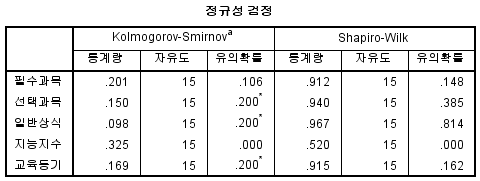 정규성 검정
Kolmogorov-Smirnov a Shapiro-Wilk
통계량 자유도 유의확률 통계량 자유도 유의확률
필수과목 .201 15 .106 .912 15 .148
선택과목 .150 15 .200* .940 15 .385
일반상식 .098 15 .200* .967 15 .814
지능지수 .325 15 .000 .520 15 .000
교육동기 .169 15 .200* .915 15 .162